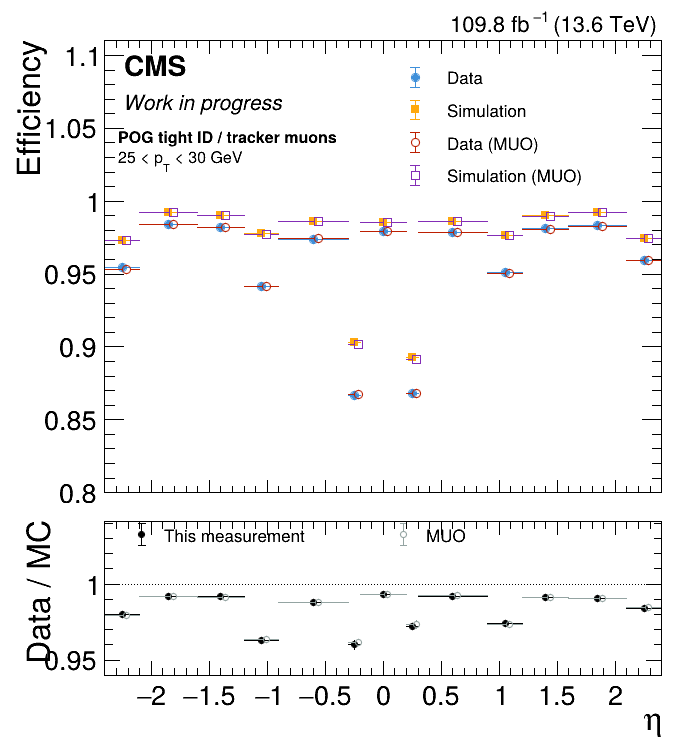 109.8 fb⁻¹ (13.6 TeV)
Efficiency
1.1
1.05
1
0.95
0.9
0.85
0.8
CMS
Work in progress
POG tight ID / tracker muons
25 < p_T < 30 GeV
Data
Simulation
Data (MUO)
Simulation (MUO)
Data / MC
1
0.95
This measurement
MUO
−2 −1.5 −1 −0.5 0 0.5 1 1.5 2
η